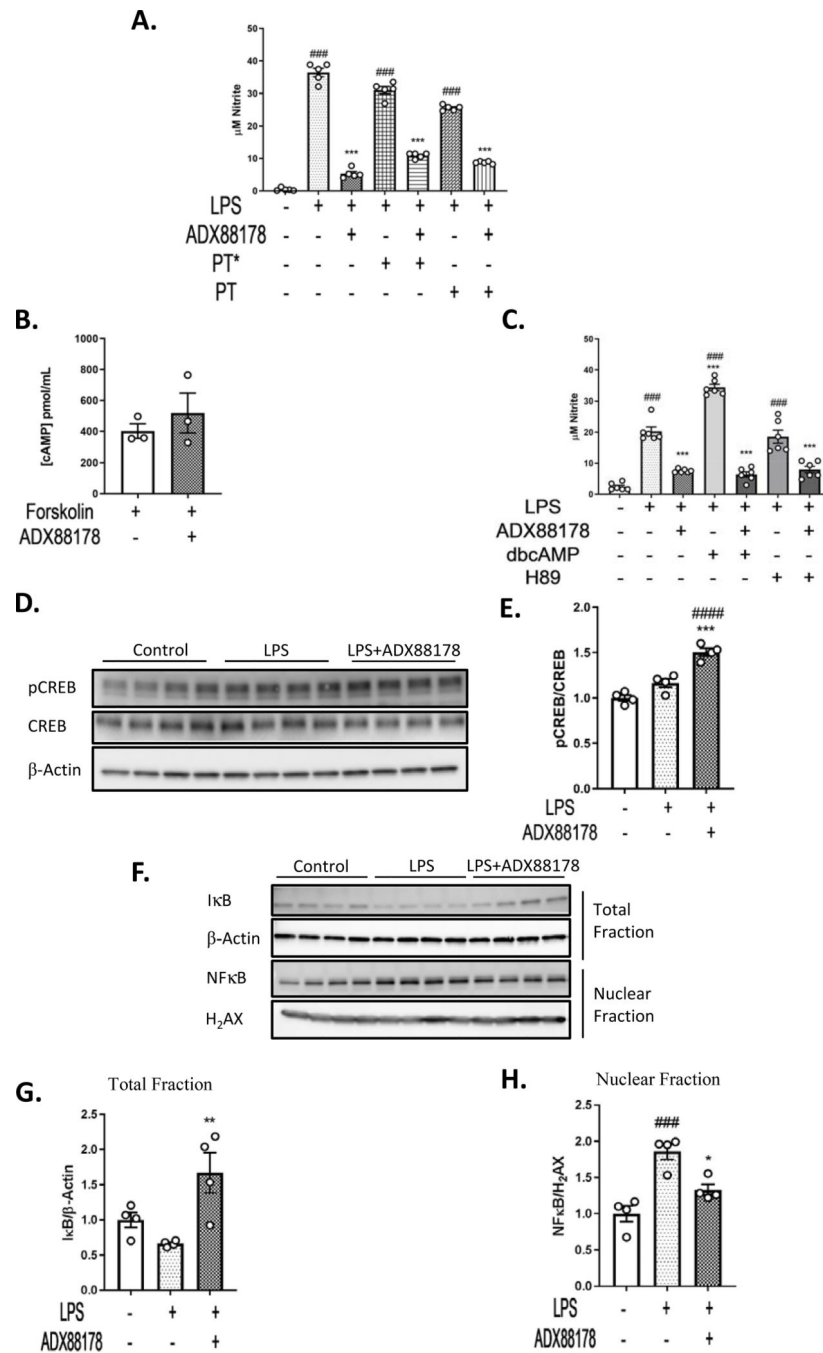 A.
50
40
30
20
10
0
μM Nitrite
###
###
***
###
***
***
LPS - + + + + + +
ADX88178 - - + - + - +
PT* - - - + + - -
PT - - - - - + +
B.
1000
800
600
400
200
0
[cAMP] pmol/mL
Forskolin + +
ADX88178 - +
C.
50
40
30
20
10
0
μM Nitrite
###
***
###
***
***
###
***
LPS - + + + + + +
ADX88178 - - + - + - +
dbcAMP - - - + + - -
H89 - - - - - + +
D.
Control LPS LPS+ADX88178
pCREB
CREB
β-Actin
E.
2.0
1.5
1.0
0.5
0.0
pCREB/CREB
####
***
LPS - + +
ADX88178 - - +
F.
Control LPS LPS+ADX88178
IκB
β-Actin
Total
Fraction
NFκB
H2AX
Nuclear
Fraction
G.
Total Fraction
2.5
2.0
1.5
1.0
0.5
0.0
IκB/β-Actin
**
LPS - + +
ADX88178 - - +
H.
Nuclear Fraction
2.5
2.0
1.5
1.0
0.5
0.0
NFκB/H2AX
###
*
LPS - + +
ADX88178 - - +